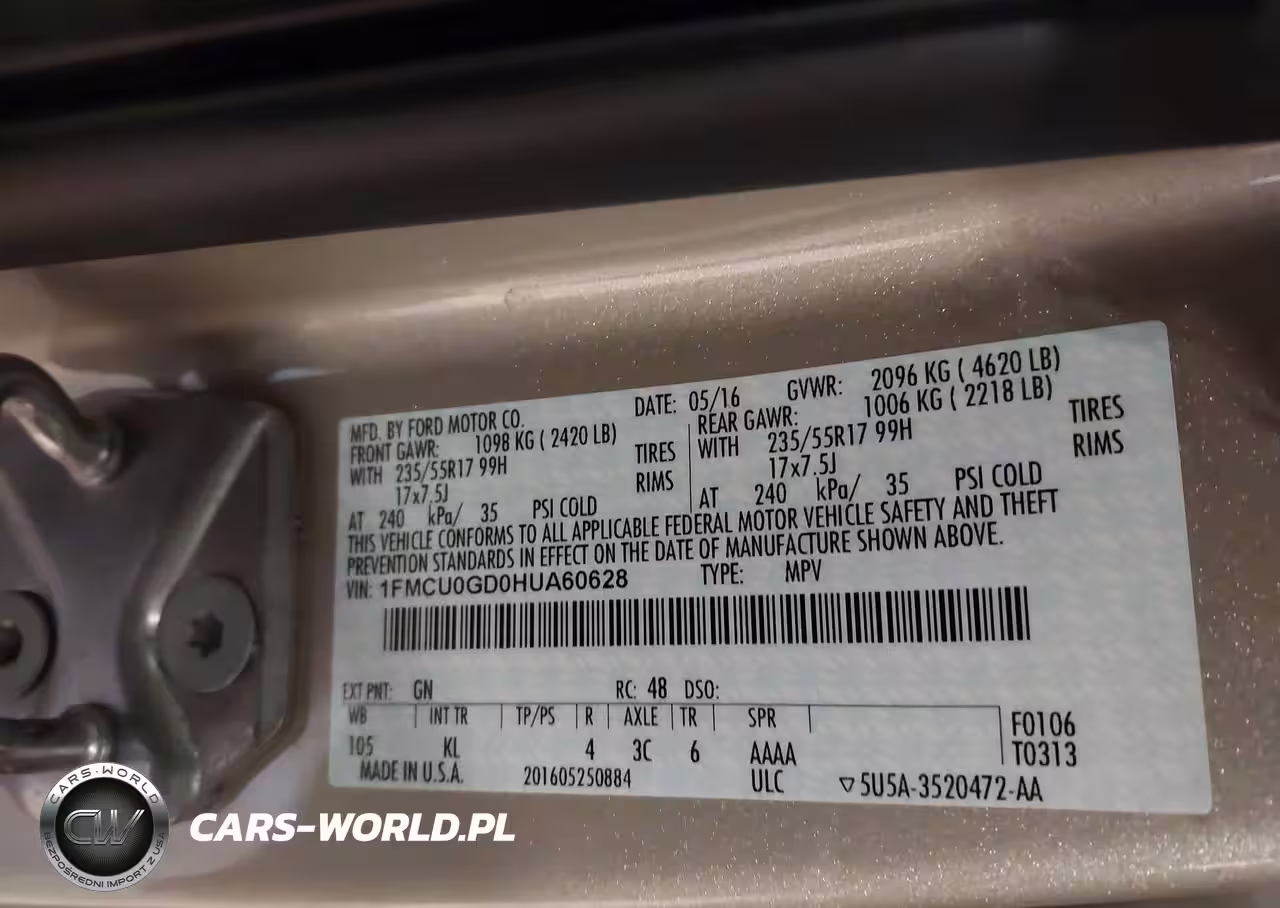 MFD. BY FORD MOTOR CO. DATE: 05/16 GVWR: 2096 KG ( 4620 LB)
FRONT GAWR: 1098 KG ( 2420 LB) REAR GAWR: 1006 KG ( 2218 LB)
WITH 235/55R17 99H TIRES WITH 235/55R17 99H TIRES
17x7.5J RIMS 17x7.5J RIMS
AT 240 kPa/ 35 PSI COLD AT 240 kPa/ 35 PSI COLD
THIS VEHICLE CONFORMS TO ALL APPLICABLE FEDERAL MOTOR VEHICLE SAFETY AND THEFT
PREVENTION STANDARDS IN EFFECT ON THE DATE OF MANUFACTURE SHOWN ABOVE.
VIN: 1FMCU0GD0HUA60628 TYPE: MPV
EXT PNT: GN RC: 48 DSO:
WB INT TR TP/PS R AXLE TR SPR F0106
105 KL 4 3C 6 AAAA T0313
MADE IN U.S.A. 201605250884 ULC ▽5U5A-3520472-AA
CARS-WORLD
CW
BEZPOŚREDNI IMPORT Z USA
CARS-WORLD.PL